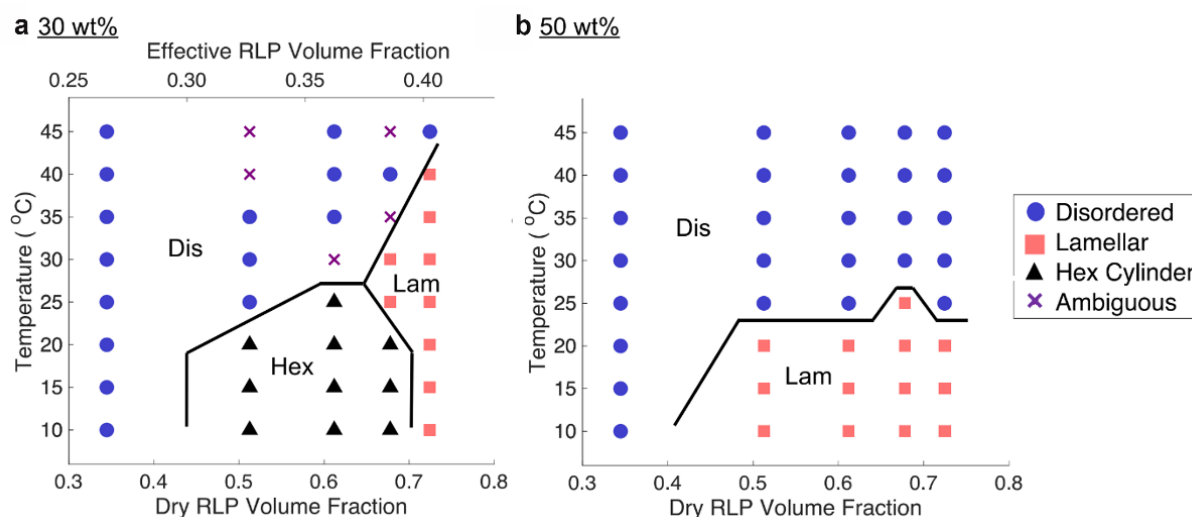 a 30 wt%
Effective RLP Volume Fraction
0.26 0.30 0.35 0.40
Temperature ( °C)
45
40
35
30
25
20
15
10
Dis
Lam
Hex
0.3 0.4 0.5 0.6 0.7 0.8
Dry RLP Volume Fraction
b 50 wt%
Temperature ( °C)
45
40
35
30
25
20
15
10
Dis
Lam
0.3 0.4 0.5 0.6 0.7 0.8
Dry RLP Volume Fraction
Disordered
Lamellar
Hex Cylinder
Ambiguous